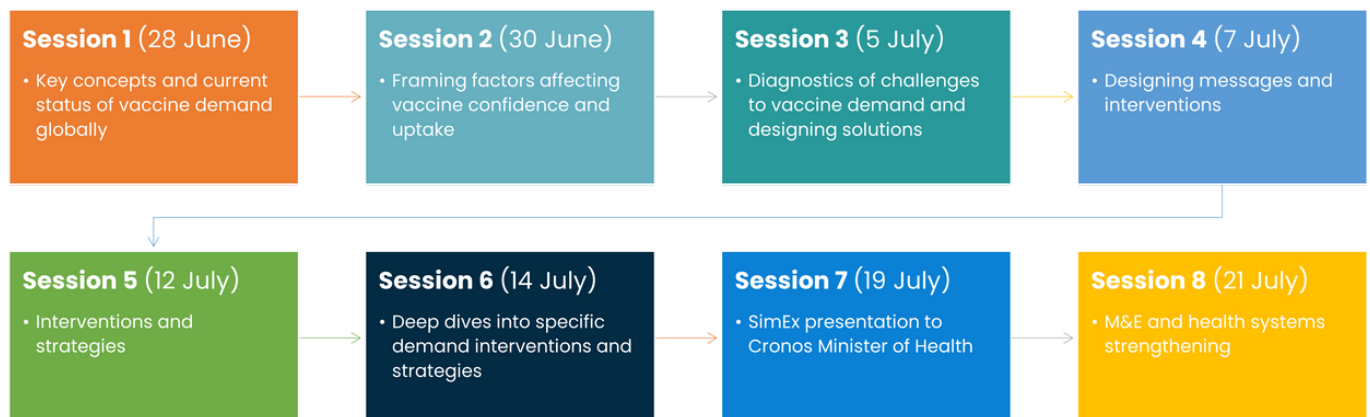 Session 1 (28 June)
• Key concepts and current
status of vaccine demand
globally
Session 2 (30 June)
• Framing factors affecting
vaccine confidence and
uptake
Session 3 (5 July)
• Diagnostics of challenges
to vaccine demand and
designing solutions
Session 4 (7 July)
• Designing messages and
interventions
Session 5 (12 July)
• Interventions and
strategies
Session 6 (14 July)
• Deep dives into specific
demand interventions and
strategies
Session 7 (19 July)
• SimEx presentation to
Cronos Minister of Health
Session 8 (21 July)
• M&E and health systems
strengthening